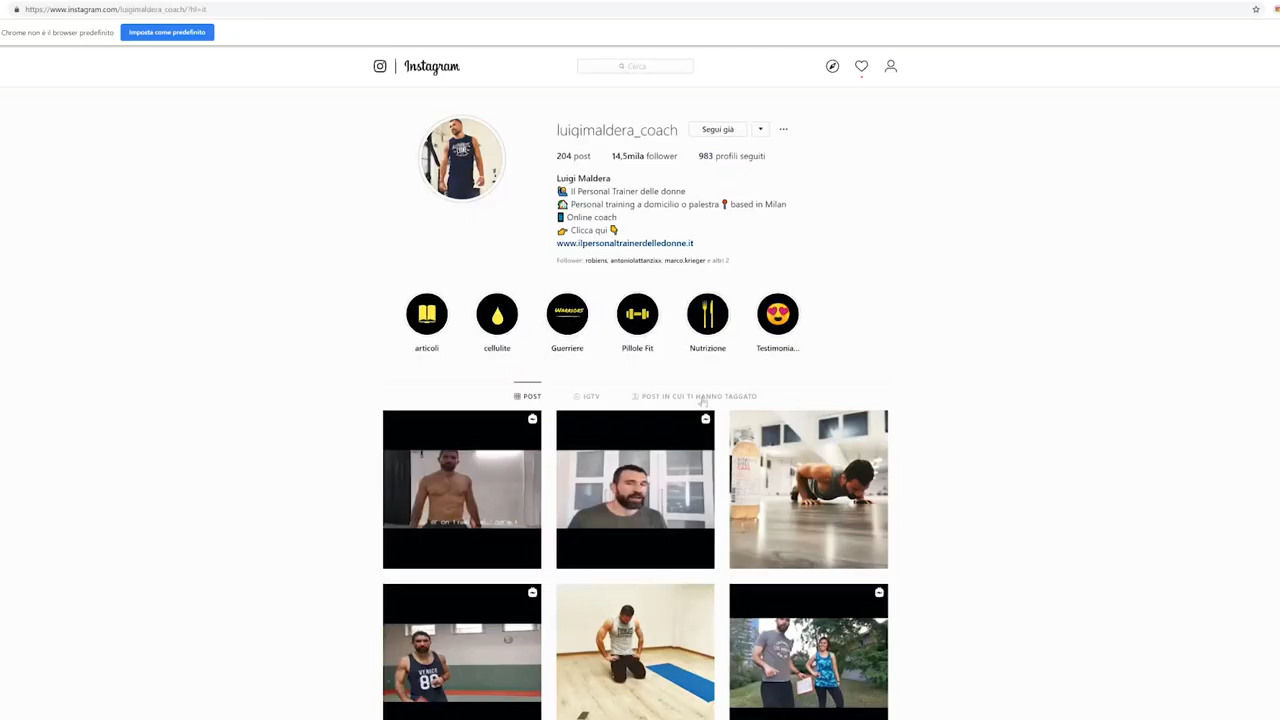 https://www.instagram.com/luigimaldera_coach/?hl=it
Chrome non è il browser predefinito
Imposta come predefinito
Instagram
Cerca
luigimaldera_coach
Segui già
204 post
14,5mila follower
983 profili seguiti
Luigi Maldera
Il Personal Trainer delle donne
Personal training a domicilio o palestra 📍 based in Milan
Online coach
Clicca qui
www.ilpersonaltrainerdelledonne.it
Follower: robiens, antoniolattanzixx, marco.krieger e altri 2
WARRIORS
articoli
cellulite
Guerriere
Pillole Fit
Nutrizione
Testimonia...
POST
IGTV
POST IN CUI TI HANNO TAGGATO
VENICE
88